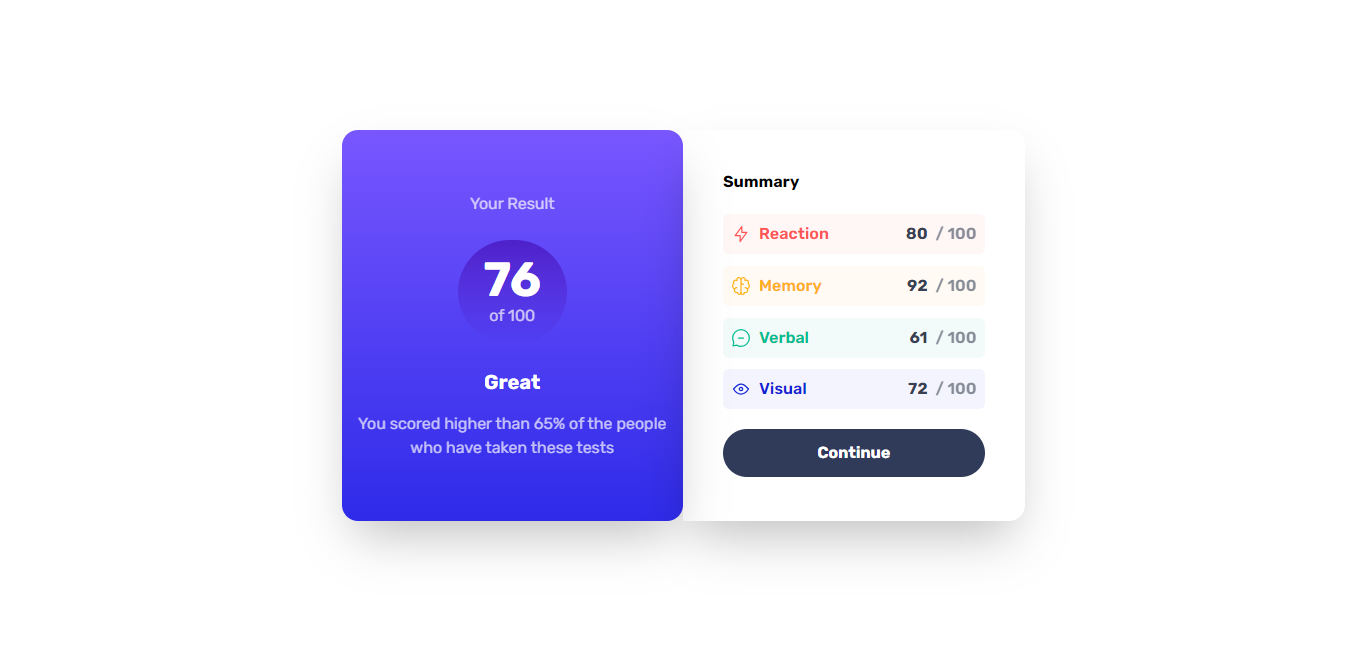 Your Result
76
of 100
Great
You scored higher than 65% of the people
who have taken these tests
Summary
Reaction 80 / 100
Memory 92 / 100
Verbal 61 / 100
Visual 72 / 100
Continue